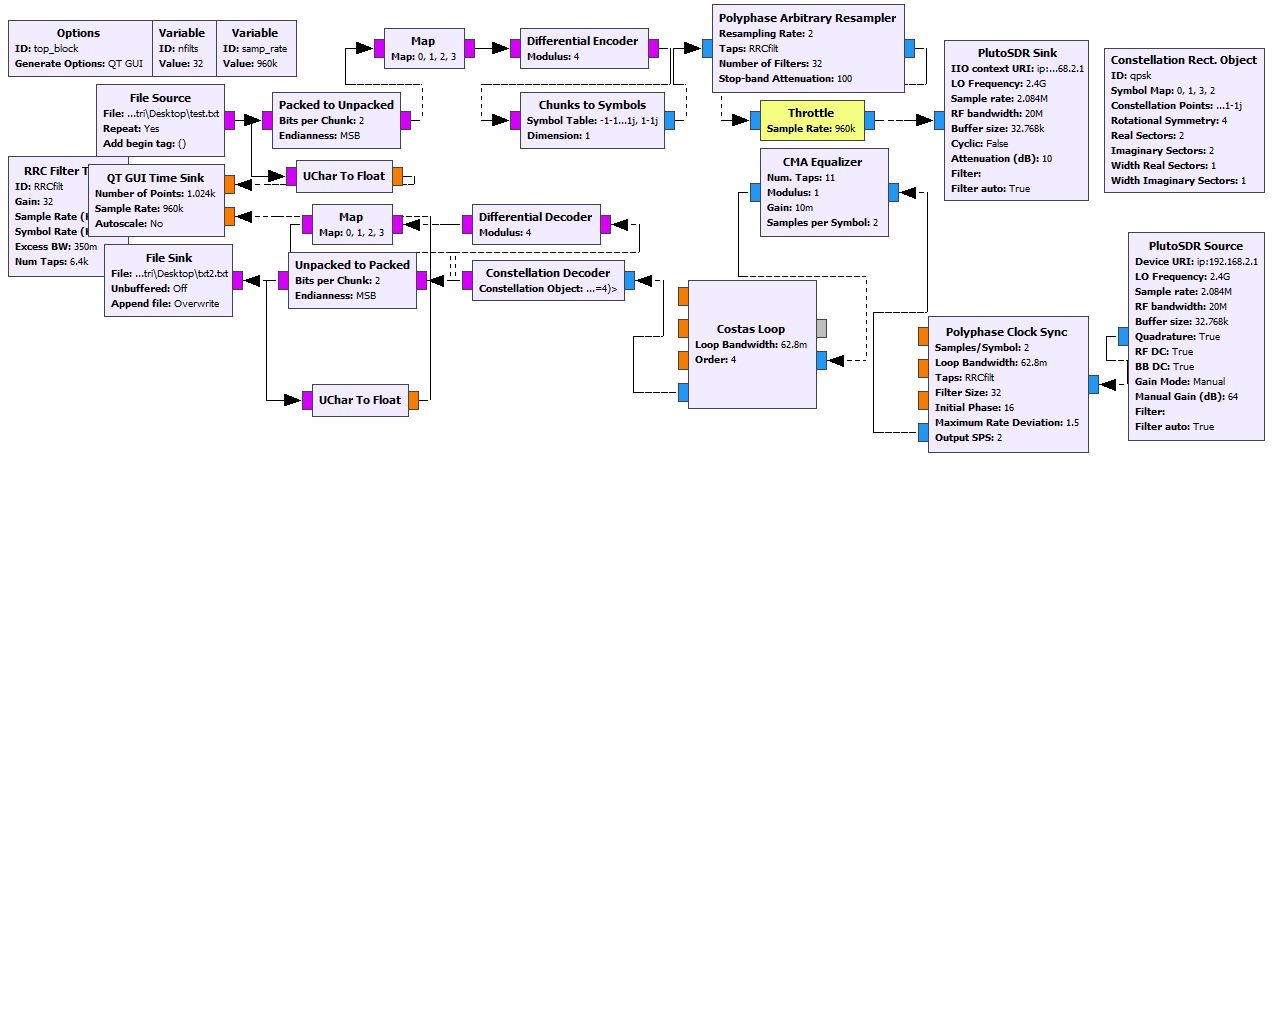 Options
ID: top_block
Generate Options: QT GUI
Variable
ID: nfilts
Value: 32
Variable
ID: samp_rate
Value: 960k
Map
Map: 0, 1, 2, 3
Differential Encoder
Modulus: 4
Polyphase Arbitrary Resampler
Resampling Rate: 2
Taps: RRCfilt
Number of Filters: 32
Stop-band Attenuation: 100
PlutoSDR Sink
IIO context URI: ip:...68.2.1
LO Frequency: 2.4G
Sample rate: 2.084M
RF bandwidth: 20M
Buffer size: 32.768k
Cyclic: False
Attenuation (dB): 10
Filter:
Filter auto: True
Constellation Rect. Object
ID: qpsk
Symbol Map: 0, 1, 3, 2
Constellation Points: ...1-1j
Rotational Symmetry: 4
Real Sectors: 2
Imaginary Sectors: 2
Width Real Sectors: 1
Width Imaginary Sectors: 1
File Source
File: ...tri\Desktop\test.txt
Repeat: Yes
Add begin tag: ()
Packed to Unpacked
Bits per Chunk: 2
Endianness: MSB
Chunks to Symbols
Symbol Table: -1-1...1j, 1-1j
Dimension: 1
Throttle
Sample Rate: 960k
RRC Filter T
ID: RRCfilt
Gain: 32
Sample Rate (
Symbol Rate (
Excess BW: 350m
Num Taps: 6.4k
QT GUI Time Sink
Number of Points: 1.024k
Sample Rate: 960k
Autoscale: No
UChar To Float
CMA Equalizer
Num. Taps: 11
Modulus: 1
Gain: 10m
Samples per Symbol: 2
Map
Map: 0, 1, 2, 3
Differential Decoder
Modulus: 4
File Sink
File: ...tri\Desktop\txt2.txt
Unbuffered: Off
Append file: Overwrite
Unpacked to Packed
Bits per Chunk: 2
Endianness: MSB
Constellation Decoder
Constellation Object: ...=4)>
Costas Loop
Loop Bandwidth: 62.8m
Order: 4
Polyphase Clock Sync
Samples/Symbol: 2
Loop Bandwidth: 62.8m
Taps: RRCfilt
Filter Size: 32
Initial Phase: 16
Maximum Rate Deviation: 1.5
Output SPS: 2
PlutoSDR Source
Device URI: ip:192.168.2.1
LO Frequency: 2.4G
Sample rate: 2.084M
RF bandwidth: 20M
Buffer size: 32.768k
Quadrature: True
RF DC: True
BB DC: True
Gain Mode: Manual
Manual Gain (dB): 64
Filter:
Filter auto: True
UChar To Float